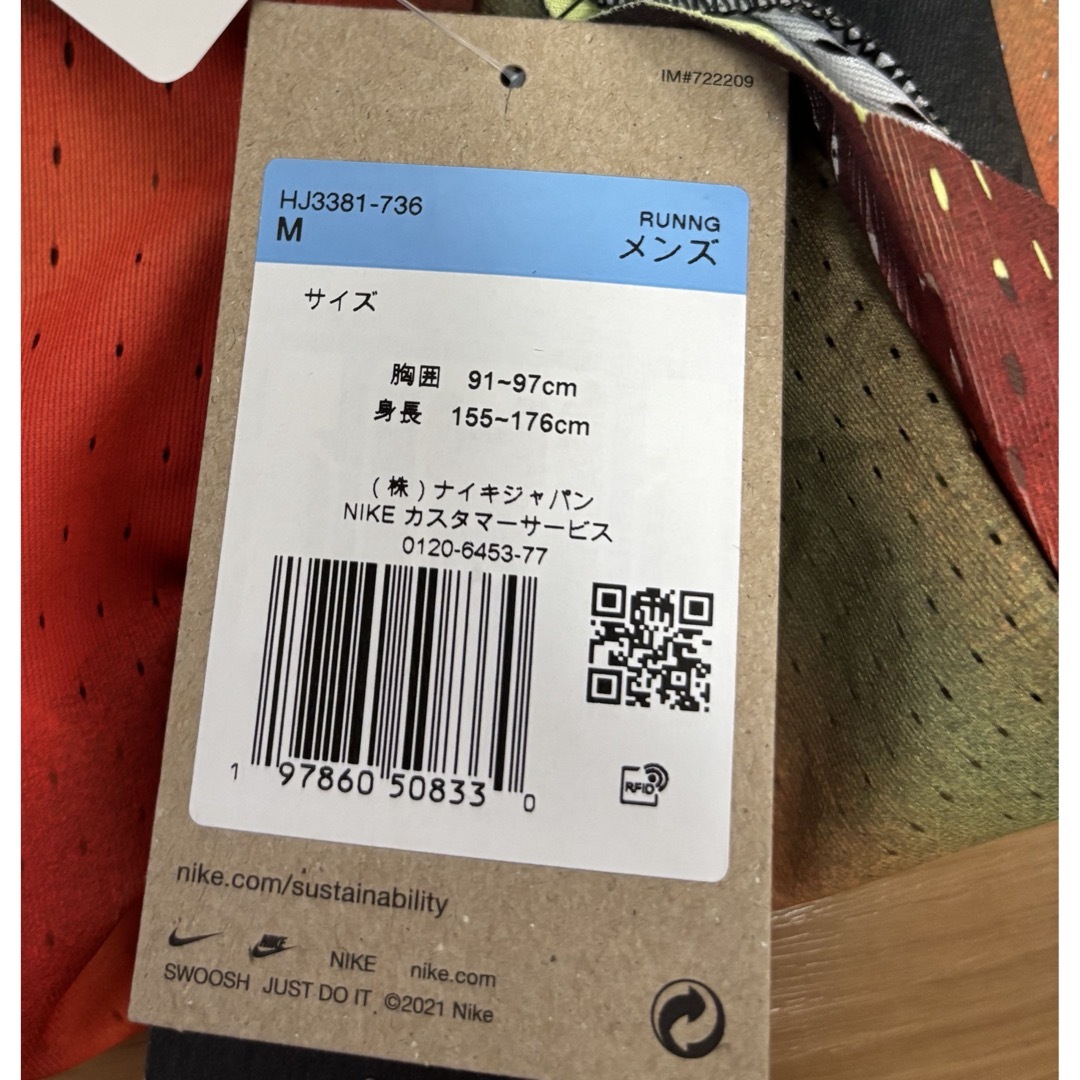 IM#722209
HJ3381-736
M
RUNNG
メンズ
サイズ
胸囲 91~97cm
身長 155~176cm
(株)ナイキジャパン
NIKE カスタマーサービス
0120-6453-77
1 97860 50833 0
RFID
nike.com/sustainability
NIKE NIKE nike.com
SWOOSH JUST DO IT ©2021 Nike